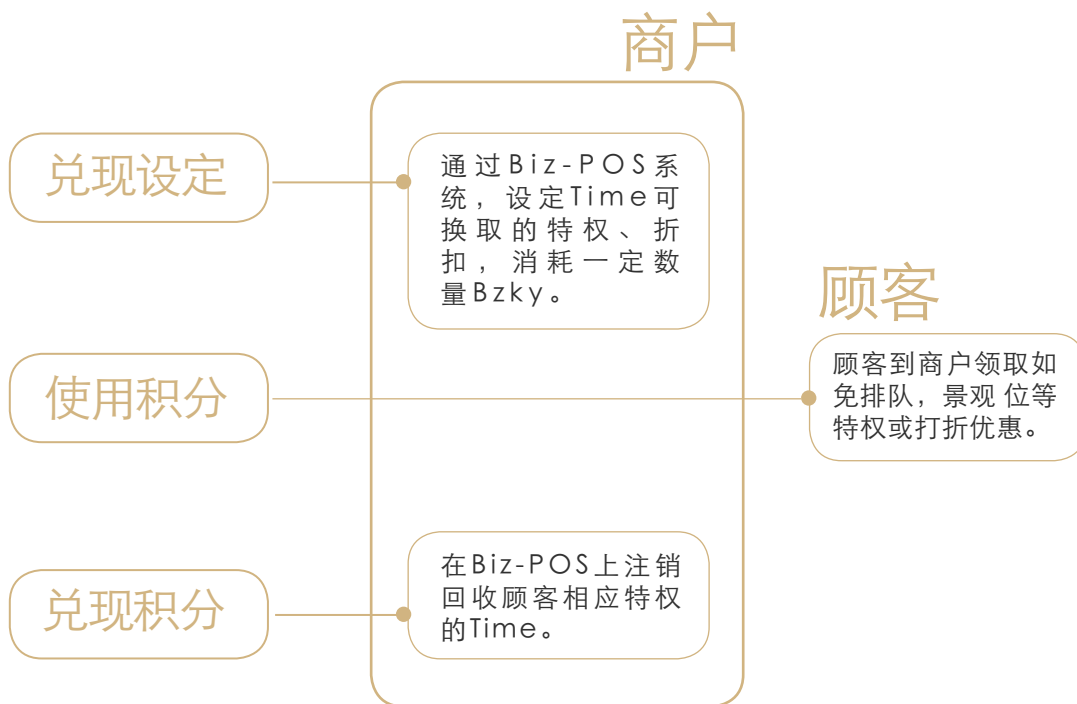 商户
兑现设定
通过Biz-POS系
统，设定Time可
换取的特权、折
扣，消耗一定数
量Bzky。
顾客
使用积分
顾客到商户领取如
免排队，景观 位等
特权或打折优惠。
兑现积分
在Biz-POS上注销
回收顾客相应特权
的Time。